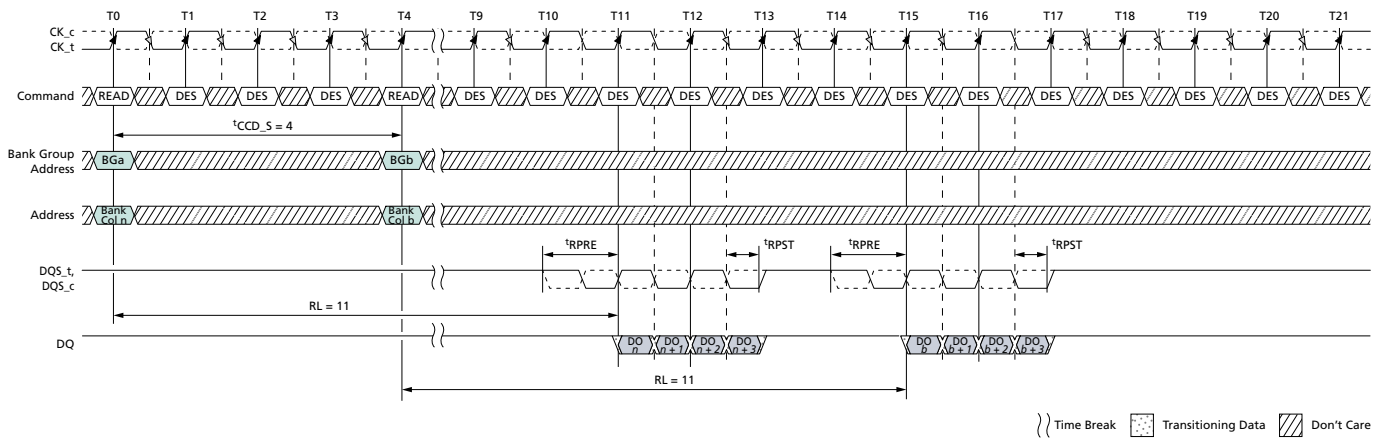 T0 T1 T2 T3 T4 T9 T10 T11 T12 T13 T14 T15 T16 T17 T18 T19 T20 T21
CK_c
CK_t
Command READ DES DES DES READ DES DES DES DES DES DES DES DES DES DES DES DES DES
tCCD_S = 4
Bank Group
Address
BGa BGb
Address
Bank
Col n
Bank
Col b
tRPRE tRPST tRPRE tRPST
DQS_t,
DQS_c
RL = 11
DQ
DO
n
DO
n + 1
DO
n + 2
DO
n + 3
DO
b
DO
b + 1
DO
b + 2
DO
b + 3
RL = 11
Time Break Transitioning Data Don't Care